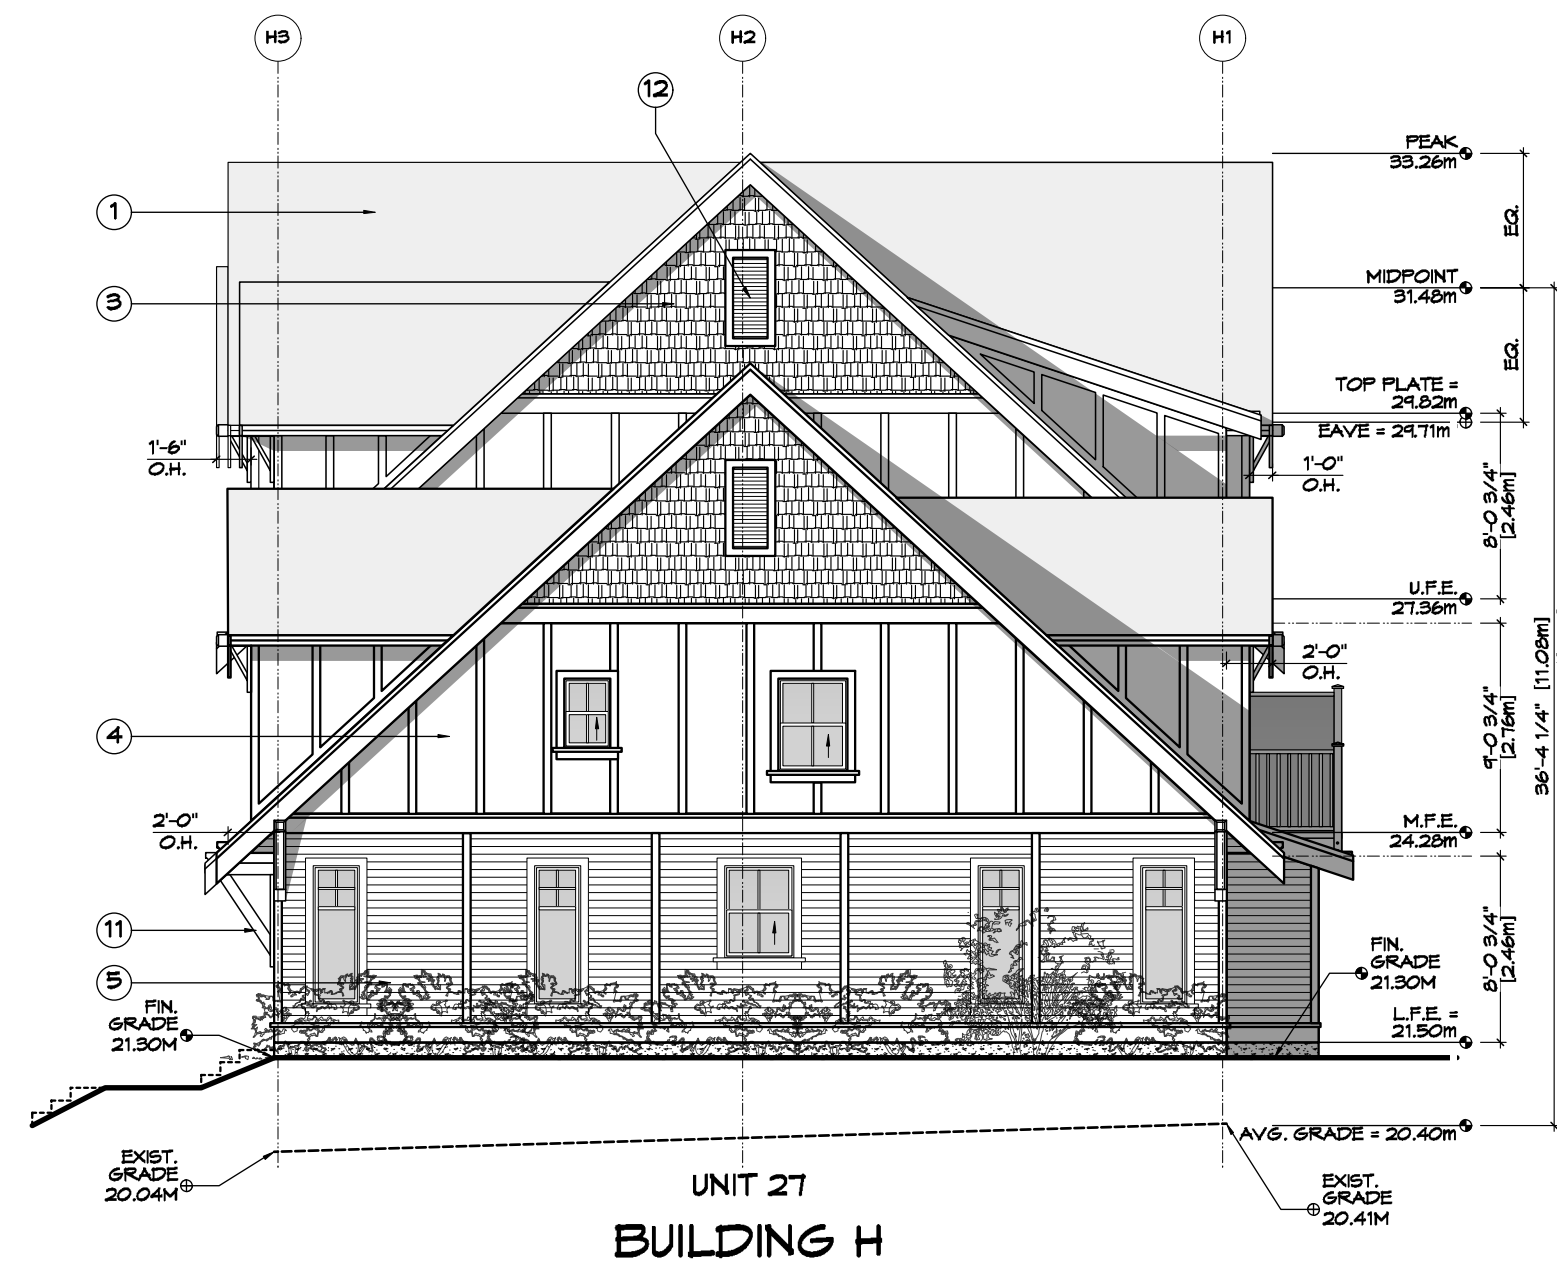 H3
H2
H1
12
PEAK
33.26m
1
EQ.
MIDPOINT
31.48m
3
EQ.
TOP PLATE =
29.82m
EAVE = 29.71m
1'-6"
O.H.
1'-0"
O.H.
8'-0 3/4"
[2.46m]
U.F.E.
27.36m
2'-0"
O.H.
4
9'-0 3/4"
[2.76m]
36'-4 1/4" [11.08m]
2'-0"
O.H.
M.F.E.
24.28m
11
8'-0 3/4"
[2.46m]
FIN.
GRADE
21.30M
5
FIN.
GRADE
21.30M
L.F.E. =
21.50m
AVG. GRADE = 20.40m
EXIST.
GRADE
20.04M
EXIST.
GRADE
20.41M
UNIT 27
BUILDING H